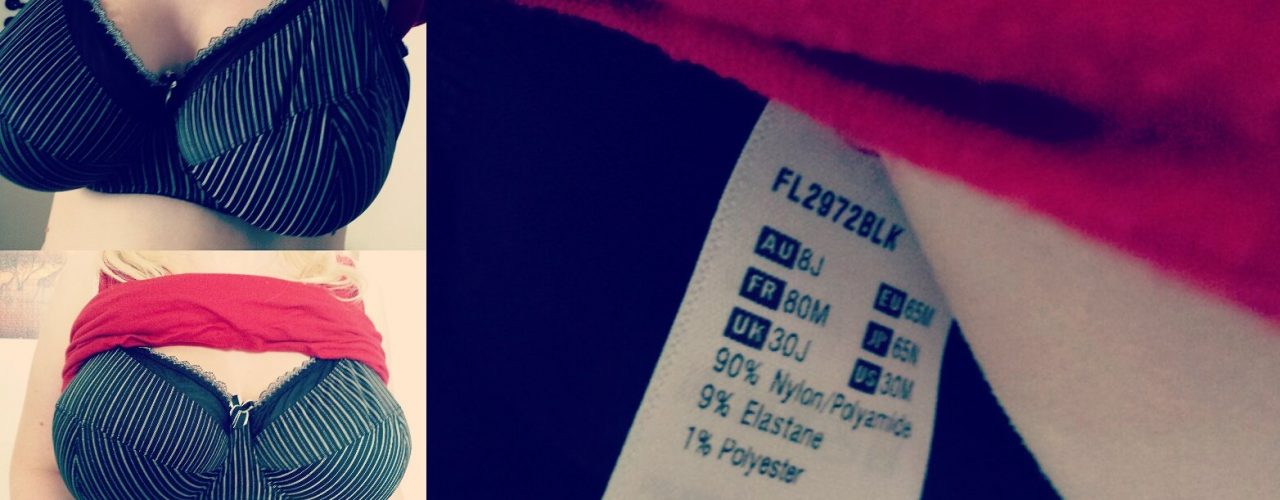 FL2972BLK
AU 8J
FR 80M EU 65M
UK 30J JP 65N
US 30M
90% Nylon/Polyamide
9% Elastane
1% Polyester